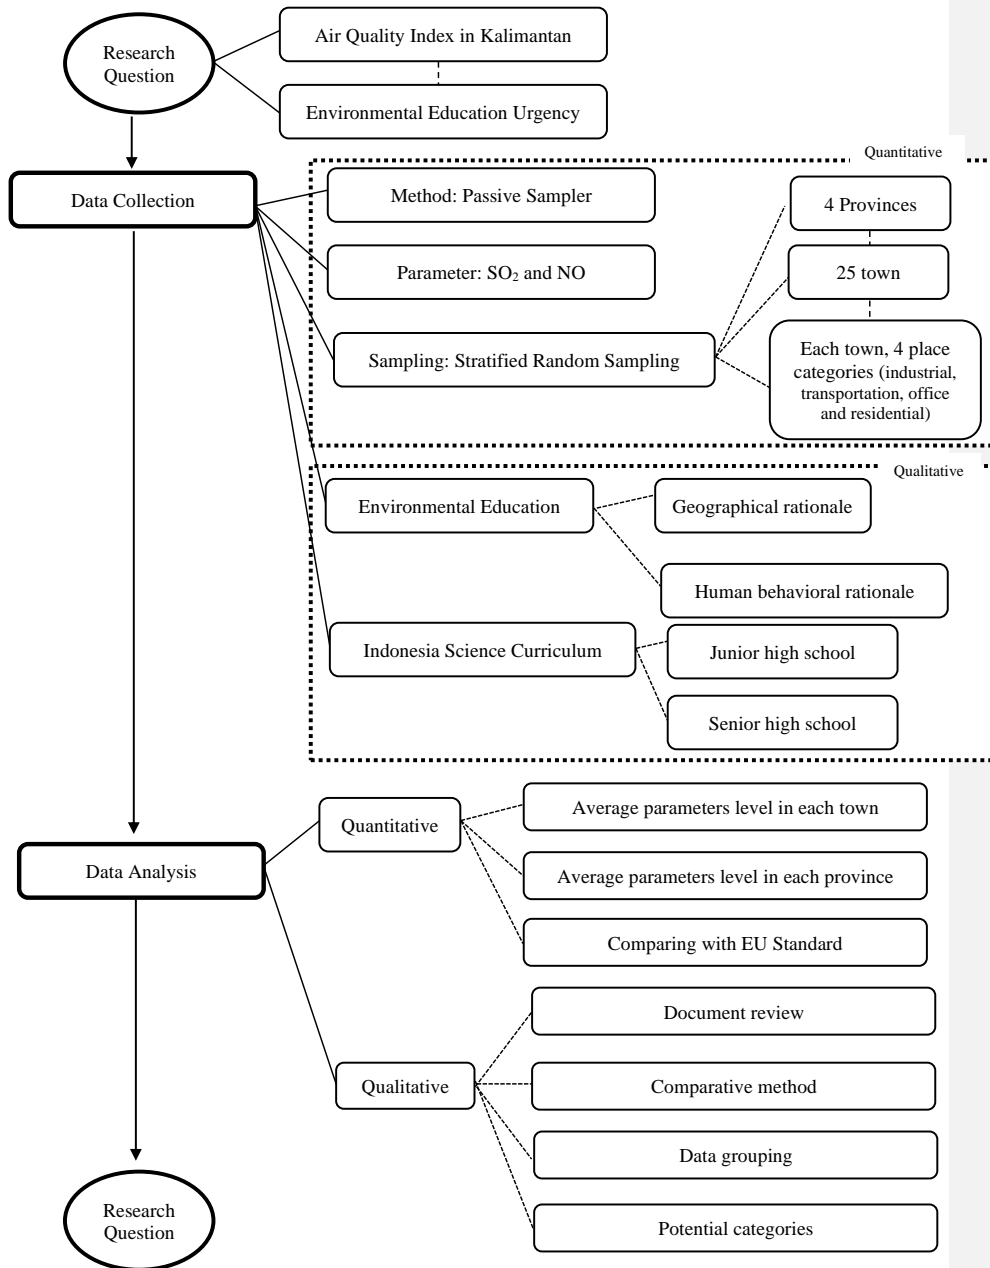 Research
Question
Air Quality Index in Kalimantan
Environmental Education Urgency
Data Collection
Quantitative
Method: Passive Sampler
Parameter: SO₂ and NO
Sampling: Stratified Random Sampling
4 Provinces
25 town
Each town, 4 place
categories (industrial,
transportation, office
and residential)
Qualitative
Environmental Education
Geographical rationale
Human behavioral rationale
Indonesia Science Curriculum
Junior high school
Senior high school
Data Analysis
Quantitative
Average parameters level in each town
Average parameters level in each province
Comparing with EU Standard
Qualitative
Document review
Comparative method
Data grouping
Potential categories
Research
Question